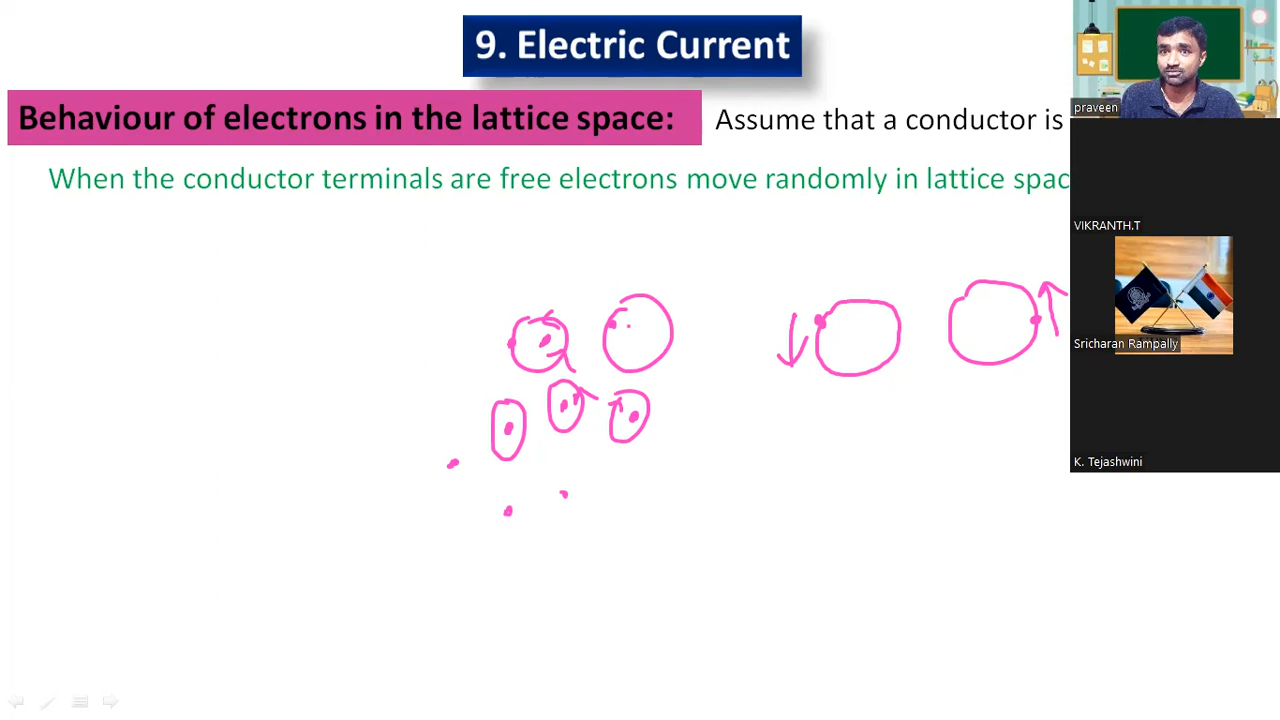 9. Electric Current
Behaviour of electrons in the lattice space: Assume that a conductor is
When the conductor terminals are free electrons move randomly in lattice spac
praveen
VIKRANTH.T
Sricharan Rampally
K. Tejashwini